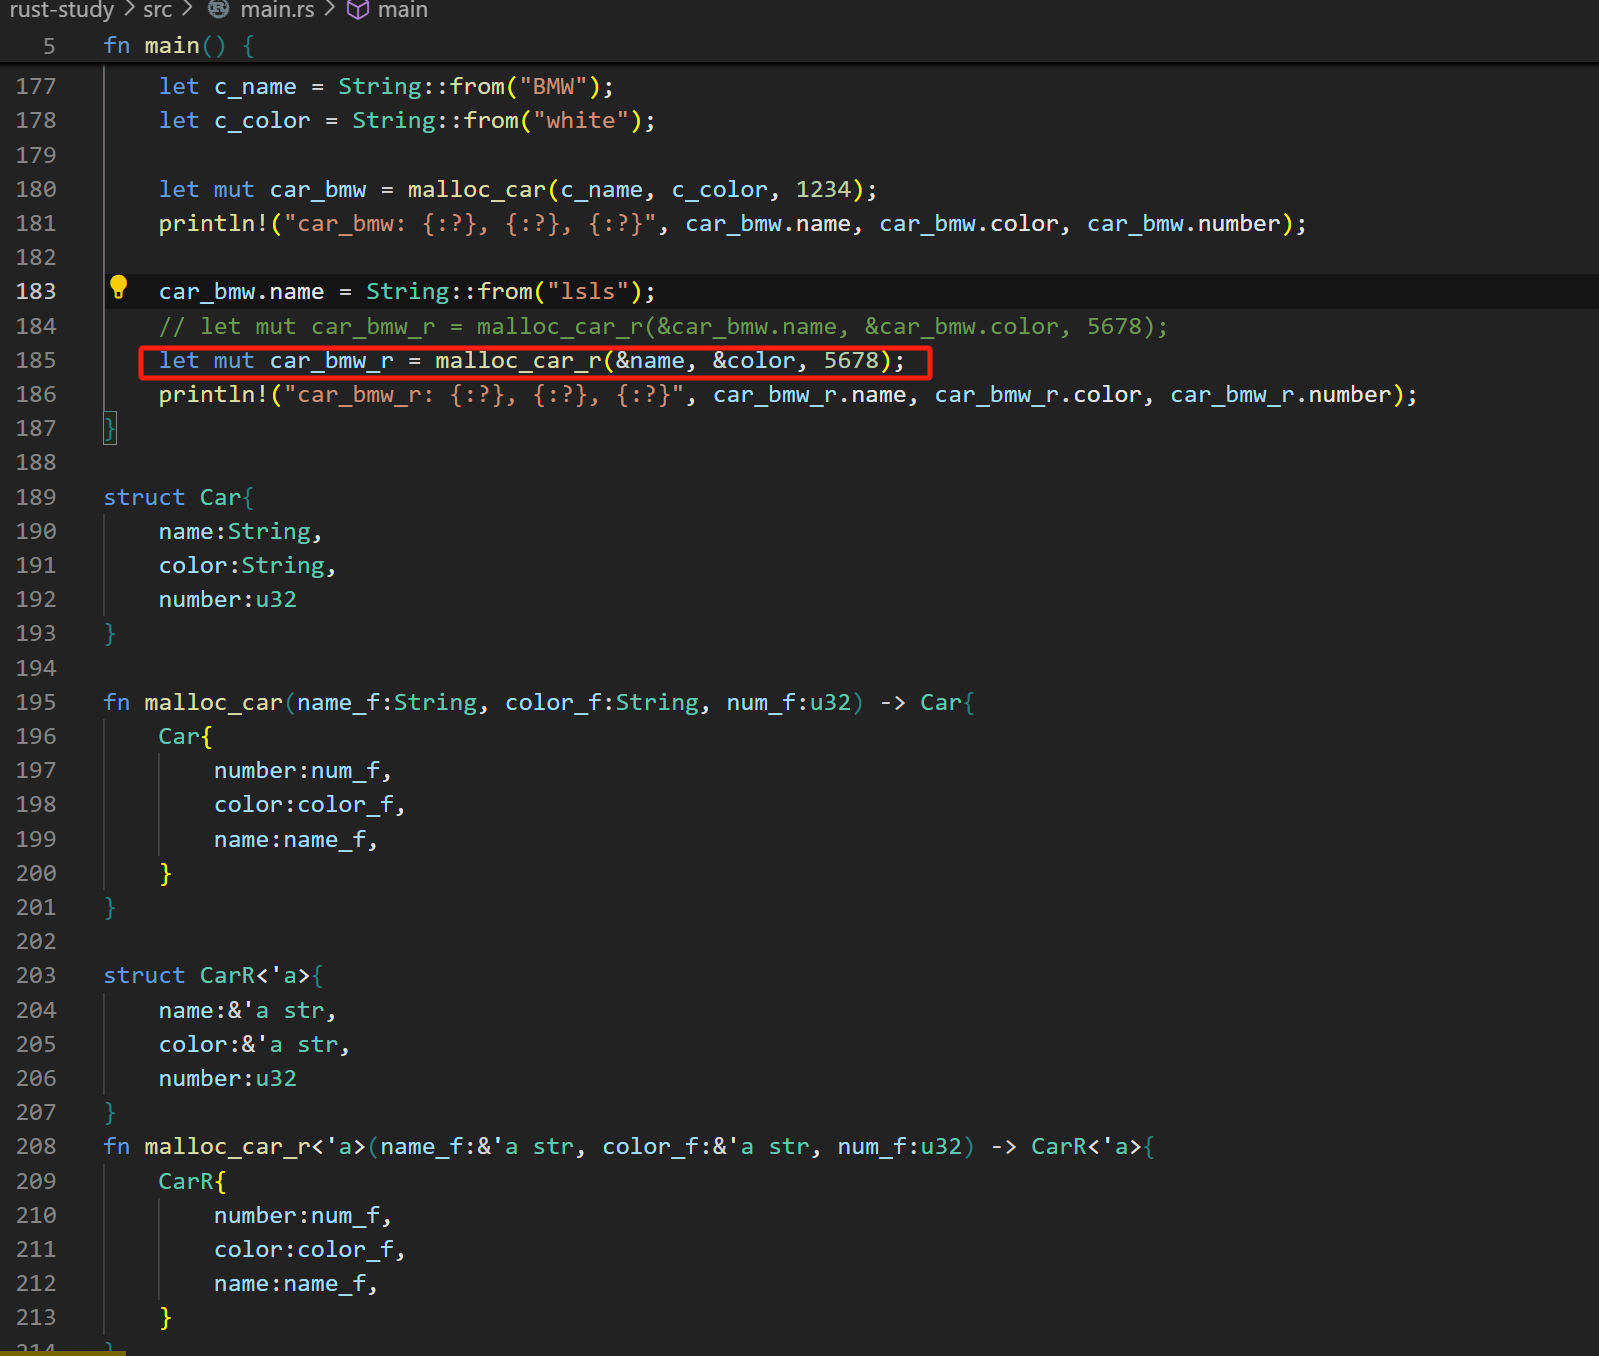 rust-study > src > main.rs > main
5 fn main() {
177 let c_name = String::from("BMW");
178 let c_color = String::from("white");
179
180 let mut car_bmw = malloc_car(c_name, c_color, 1234);
181 println!("car_bmw: {:?}, {:?}, {:?}", car_bmw.name, car_bmw.color, car_bmw.number);
182
183 car_bmw.name = String::from("lsls");
184 // let mut car_bmw_r = malloc_car_r(&car_bmw.name, &car_bmw.color, 5678);
185 let mut car_bmw_r = malloc_car_r(&name, &color, 5678);
186 println!("car_bmw_r: {:?}, {:?}, {:?}", car_bmw_r.name, car_bmw_r.color, car_bmw_r.number);
187 }
188
189 struct Car{
190 name:String,
191 color:String,
192 number:u32
193 }
194
195 fn malloc_car(name_f:String, color_f:String, num_f:u32) -> Car{
196 Car{
197 number:num_f,
198 color:color_f,
199 name:name_f,
200 }
201 }
202
203 struct CarR<'a>{
204 name:&'a str,
205 color:&'a str,
206 number:u32
207 }
208 fn malloc_car_r<'a>(name_f:&'a str, color_f:&'a str, num_f:u32) -> CarR<'a>{
209 CarR{
210 number:num_f,
211 color:color_f,
212 name:name_f,
213 }
214 }